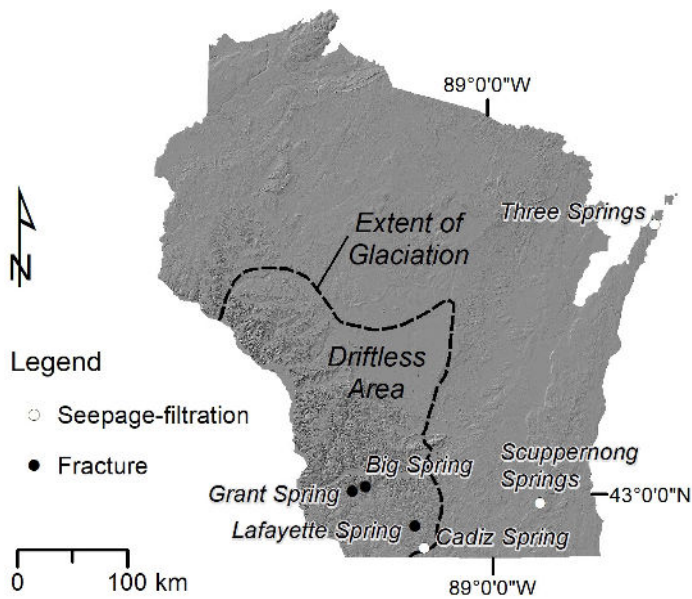 89°0'0"W
Three Springs
Extent of
Glaciation
N
Driftless
Area
Legend
Seepage-filtration
Fracture
Big Spring
Scuppernong
Springs
Grant Spring
43°0'0"N
Lafayette Spring
Cadiz Spring
0 100 km
89°0'0"W